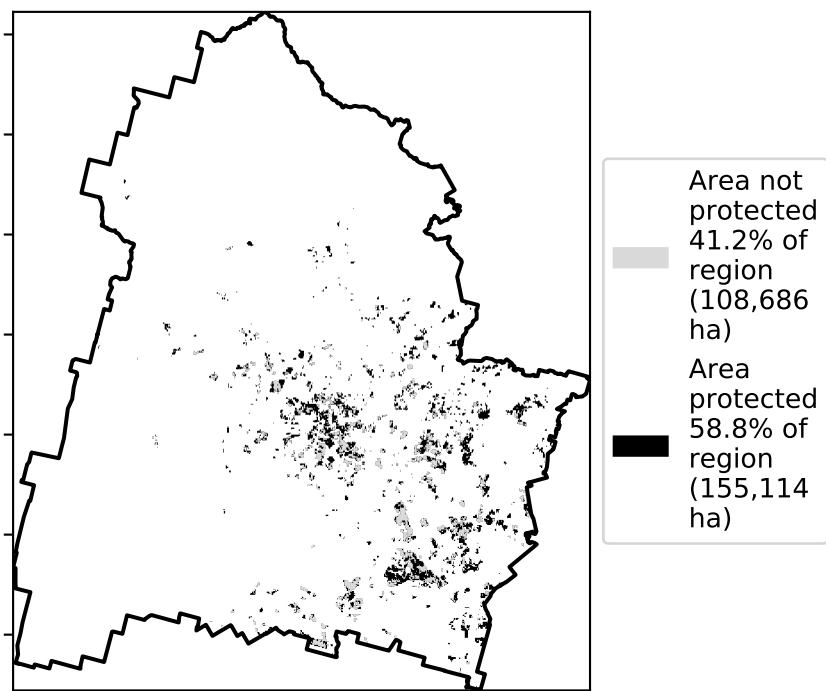 Area not
protected
41.2% of
region
(108,686
ha)
Area
protected
58.8% of
region
(155,114
ha)